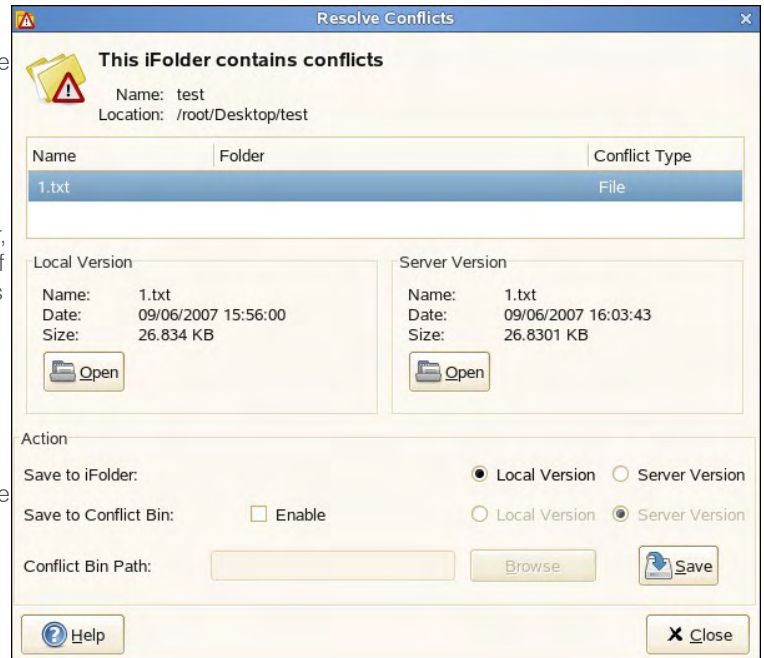 Resolve Conflicts
This iFolder contains conflicts
Name: test
Location: /root/Desktop/test
Name Folder Conflict Type
1.txt File
Local Version
Name: 1.txt
Date: 09/06/2007 15:56:00
Size: 26.834 KB
Open
Server Version
Name: 1.txt
Date: 09/06/2007 16:03:43
Size: 26.8301 KB
Open
Action
Save to iFolder: Local Version Server Version
Save to Conflict Bin: Enable Local Version Server Version
Conflict Bin Path: Browse Save
Help Close